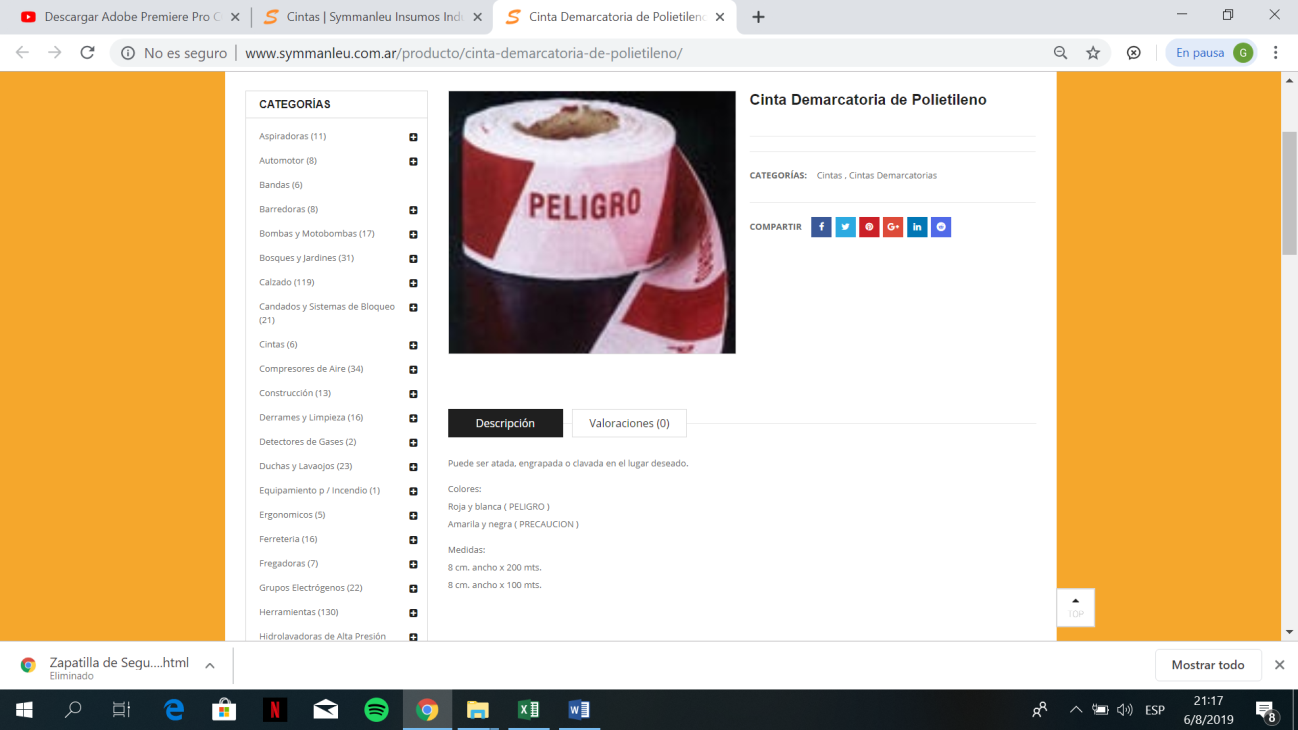 Descargar Adobe Premiere Pro C
Cintas | Symmanleu Insumos Indu
Cinta Demarcatoria de Polietileno
No es seguro | www.symmanleu.com.ar/producto/cinta-demarcatoria-de-polietileno/
En pausa
G
CATEGORÍAS
Aspiradoras (11)
Automotor (8)
Bandas (6)
Barredoras (8)
Bombas y Motobombas (17)
Bosques y Jardines (31)
Calzado (119)
Candados y Sistemas de Bloqueo
(21)
Cintas (6)
Compresores de Aire (34)
Construcción (13)
Derrames y Limpieza (16)
Detectores de Gases (2)
Duchas y Lavaojos (23)
Equipamiento p / Incendio (1)
Ergonomicos (5)
Ferreteria (16)
Fregadoras (7)
Grupos Electrógenos (22)
Herramientas (130)
Hidrolavadoras de Alta Presión
PELIGRO
Cinta Demarcatoria de Polietileno
CATEGORÍAS: Cintas , Cintas Demarcatorias
COMPARTIR
Descripción
Valoraciones (0)
Puede ser atada, engrapada o clavada en el lugar deseado.
Colores:
Roja y blanca ( PELIGRO )
Amarila y negra ( PRECAUCION )
Medidas:
8 cm. ancho x 200 mts.
8 cm. ancho x 100 mts.
TOP
Zapatilla de Segu....html
Eliminado
Mostrar todo
ESP
21:17
6/8/2019
8